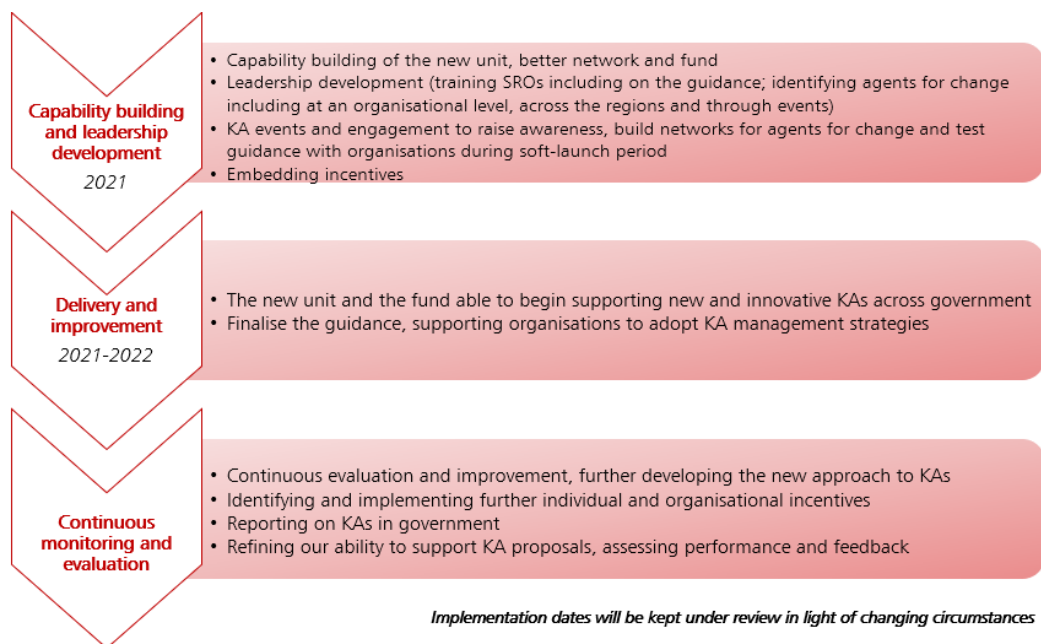 Capability building
and leadership
development
2021
• Capability building of the new unit, better network and fund
• Leadership development (training SROs including on the guidance; identifying agents for change
including at an organisational level, across the regions and through events)
• KA events and engagement to raise awareness, build networks for agents for change and test
guidance with organisations during soft-launch period
• Embedding incentives
Delivery and
improvement
2021-2022
• The new unit and the fund able to begin supporting new and innovative KAs across government
• Finalise the guidance, supporting organisations to adopt KA management strategies
Continuous
monitoring and
evaluation
• Continuous evaluation and improvement, further developing the new approach to KAs
• Identifying and implementing further individual and organisational incentives
• Reporting on KAs in government
• Refining our ability to support KA proposals, assessing performance and feedback
Implementation dates will be kept under review in light of changing circumstances